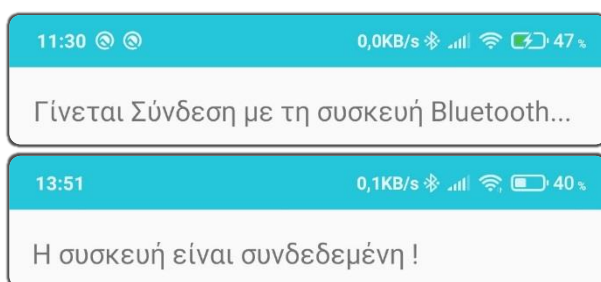 11:30 0,0KB/s 47 %
Γίνεται Σύνδεση με τη συσκευή Bluetooth...
13:51 0,1KB/s 40 %
Η συσκευή είναι συνδεδεμένη !